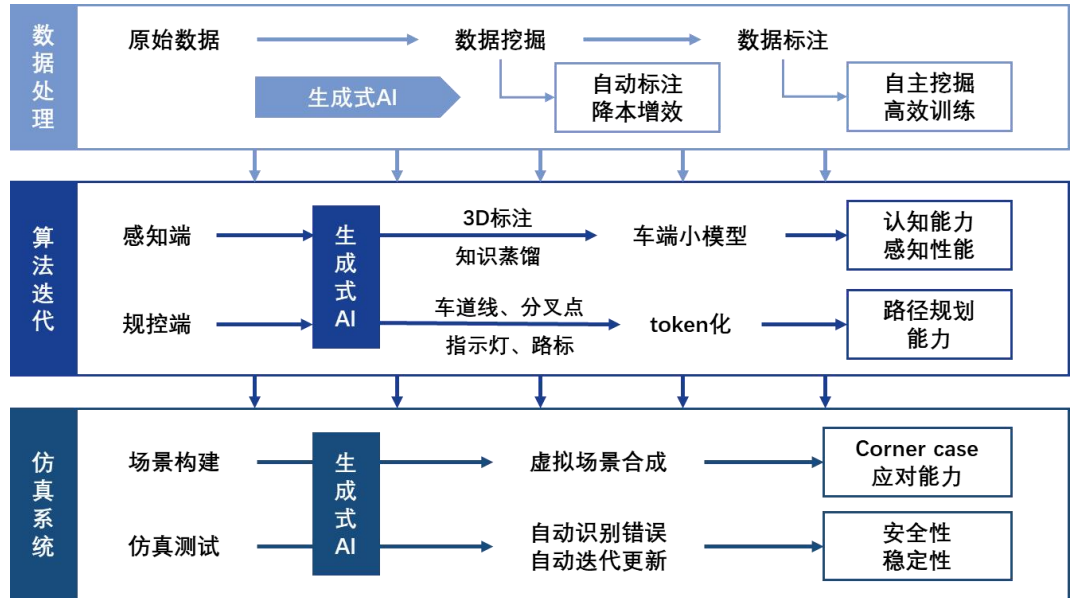 数据处理
原始数据
数据挖掘
数据标注
生成式AI
自动标注
降本增效
自主挖掘
高效训练
算法迭代
感知端
生成式AI
3D标注
知识蒸馏
车端小模型
认知能力
感知性能
规控端
车道线、分叉点
指示灯、路标
token化
路径规划
能力
仿真系统
场景构建
生成式AI
虚拟场景合成
Corner case
应对能力
仿真测试
自动识别错误
自动迭代更新
安全性
稳定性